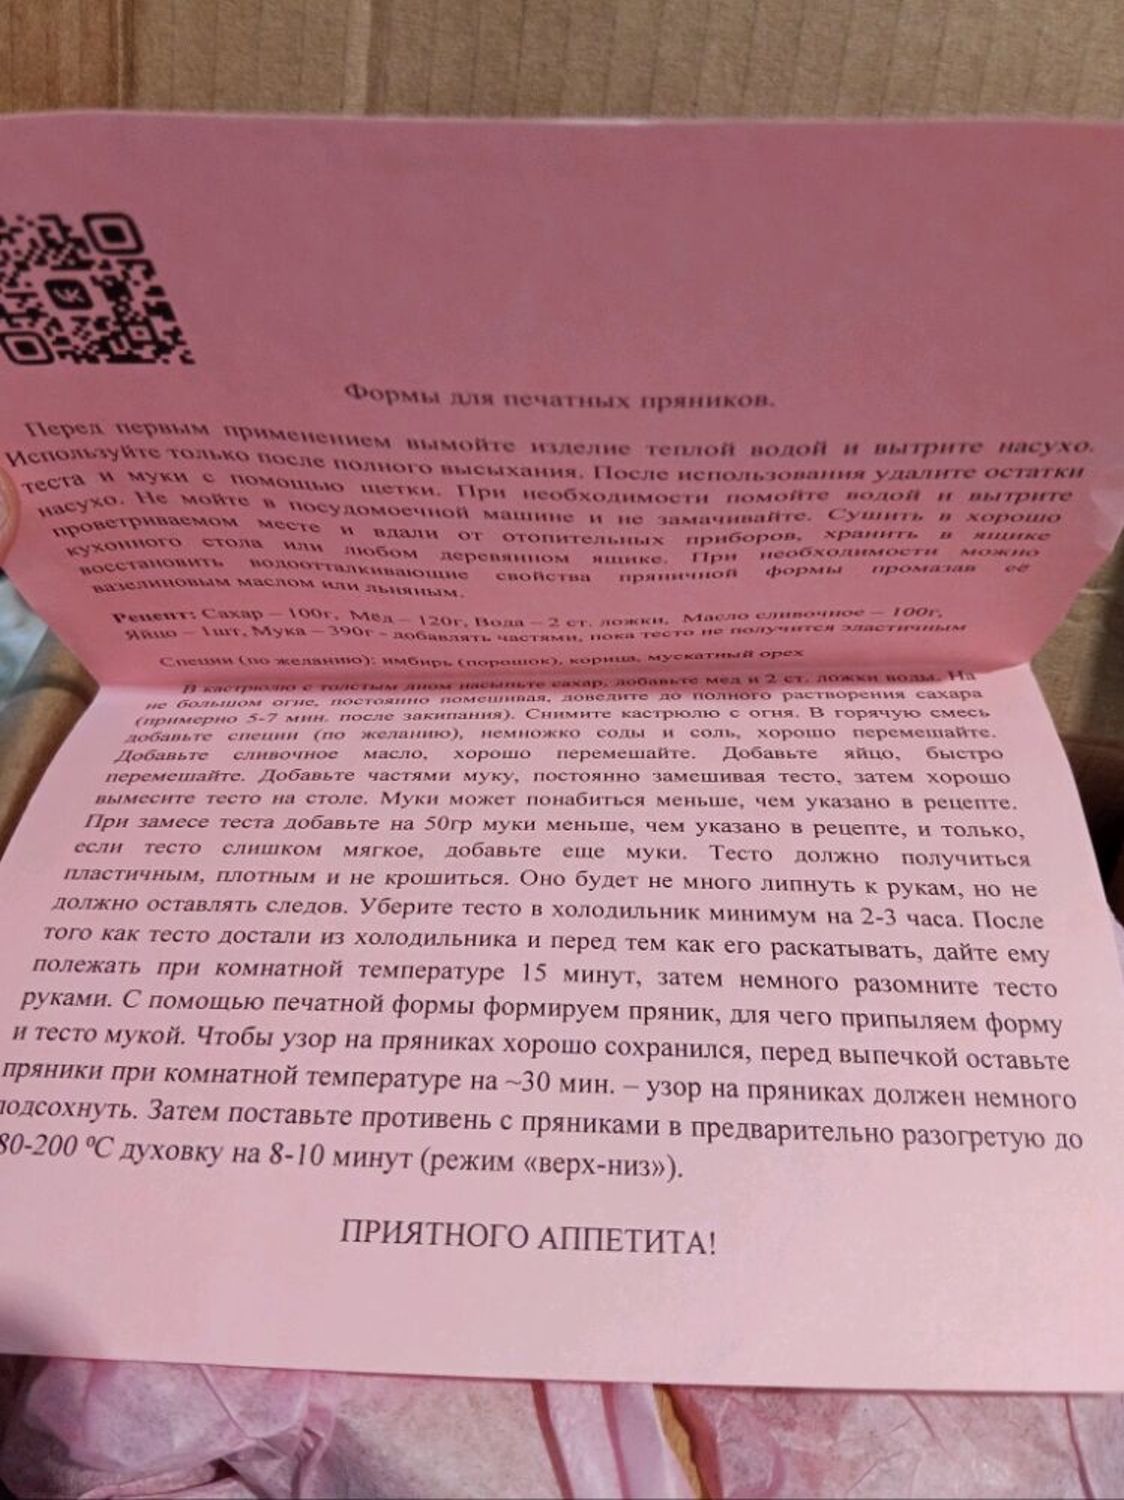 Формы для печатных пряников.
Перед первым применением вымойте изделие теплой водой и вытрите насухо.
Используйте только после полного высыхания. После использования удалите остатки
теста и муки с помощью щетки. При необходимости помойте водой и вытрите
насухо. Не мойте в посудомоечной машине и не замачивайте. Сушить в хорошо
проветриваемом месте и вдали от отопительных приборов, хранить в ящике
кухонного стола или любом деревянном ящике. При необходимости можно
восстановить водоотталкивающие свойства пряничной формы промазав её
вазелиновым маслом или льняным.
Рецепт: Сахар – 100г, Мёд – 120г, Вода – 2 ст. ложки, Масло сливочное – 100г,
Яйцо – 1шт, Мука – 390г - добавлять частями, пока тесто не получится эластичным
Специи (по желанию): имбирь (порошок), корица, мускатный орех
В кастрюлю с толстым дном насыпьте сахар, добавьте мед и 2 ст. ложки воды. На
не большом огне, постоянно помешивая, доведите до полного растворения сахара
(примерно 5-7 мин. после закипания). Снимите кастрюлю с огня. В горячую смесь
добавьте специи (по желанию), немножко соды и соль, хорошо перемешайте.
Добавьте сливочное масло, хорошо перемешайте. Добавьте яйцо, быстро
перемешайте. Добавьте частями муку, постоянно замешивая тесто, затем хорошо
вымесите тесто на столе. Муки может понабиться меньше, чем указано в рецепте.
При замесе теста добавьте на 50гр муки меньше, чем указано в рецепте, и только,
если тесто слишком мягкое, добавьте еще муки. Тесто должно получиться
пластичным, плотным и не крошиться. Оно будет не много липнуть к рукам, но не
должно оставлять следов. Уберите тесто в холодильник минимум на 2-3 часа. После
того как тесто достали из холодильника и перед тем как его раскатывать, дайте ему
полежать при комнатной температуре 15 минут, затем немного разомните тесто
руками. С помощью печатной формы формируем пряник, для чего припыляем форму
и тесто мукой. Чтобы узор на пряниках хорошо сохранился, перед выпечкой оставьте
пряники при комнатной температуре на ~30 мин. – узор на пряниках должен немного
подсохнуть. Затем поставьте противень с пряниками в предварительно разогретую до
80-200 ºС духовку на 8-10 минут (режим «верх-низ»).
ПРИЯТНОГО АППЕТИТА!